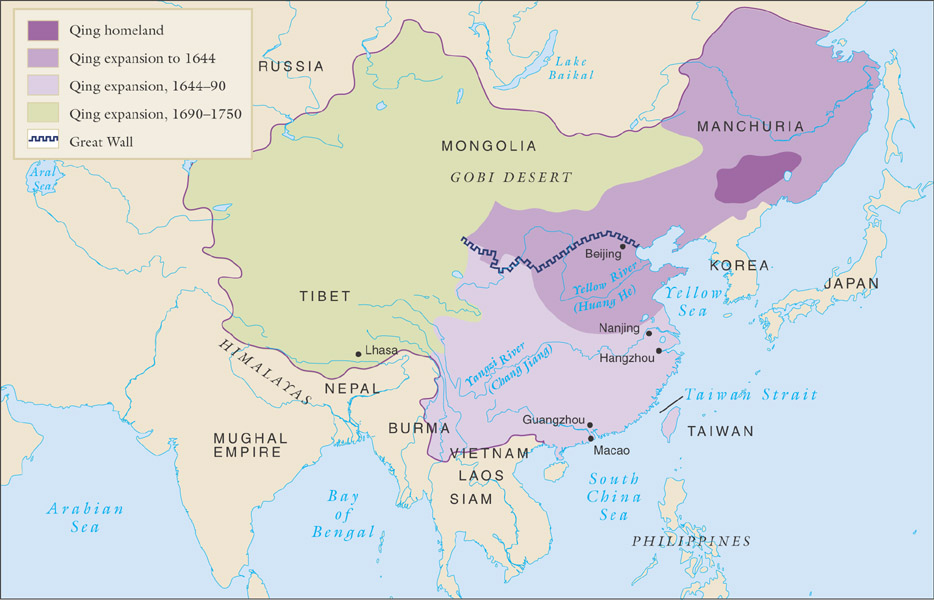 Qing homeland
Qing expansion to 1644
Qing expansion, 1644–90
Qing expansion, 1690–1750
Great Wall
RUSSIA
Lake
Baikal
MONGOLIA
MANCHURIA
GOBI DESERT
Aral
Sea
Beijing
KOREA
JAPAN
Yellow River
(Huang He)
Yellow
Sea
TIBET
Nanjing
Lhasa
Hangzhou
HIMALAYAS
NEPAL
Yangzi River
(Chang Jiang)
Taiwan Strait
BURMA
Guangzhou
TAIWAN
MUGHAL
EMPIRE
VIETNAM
Macao
LAOS
SIAM
South
China
Sea
Arabian
Sea
Bay
of
Bengal
PHILIPPINES